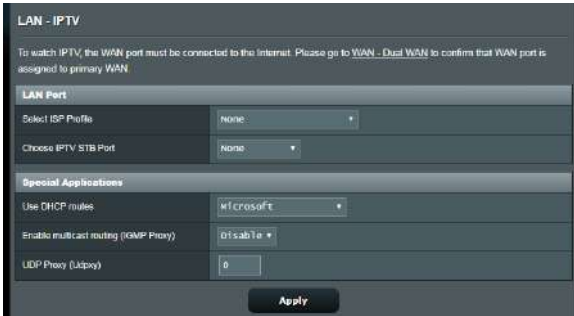 LAN - IPTV
To watch IPTV, the WAN port must be connected to the Internet. Please go to WAN - Dual WAN to confirm that WAN port is
assigned to primary WAN.
LAN Port
Select ISP Profile None
Choose IPTV STB Port None
Special Applications
Use DHCP routes Microsoft
Enable multicast routing (IGMP Proxy) Disable
UDP Proxy (Udpxy) 0
Apply